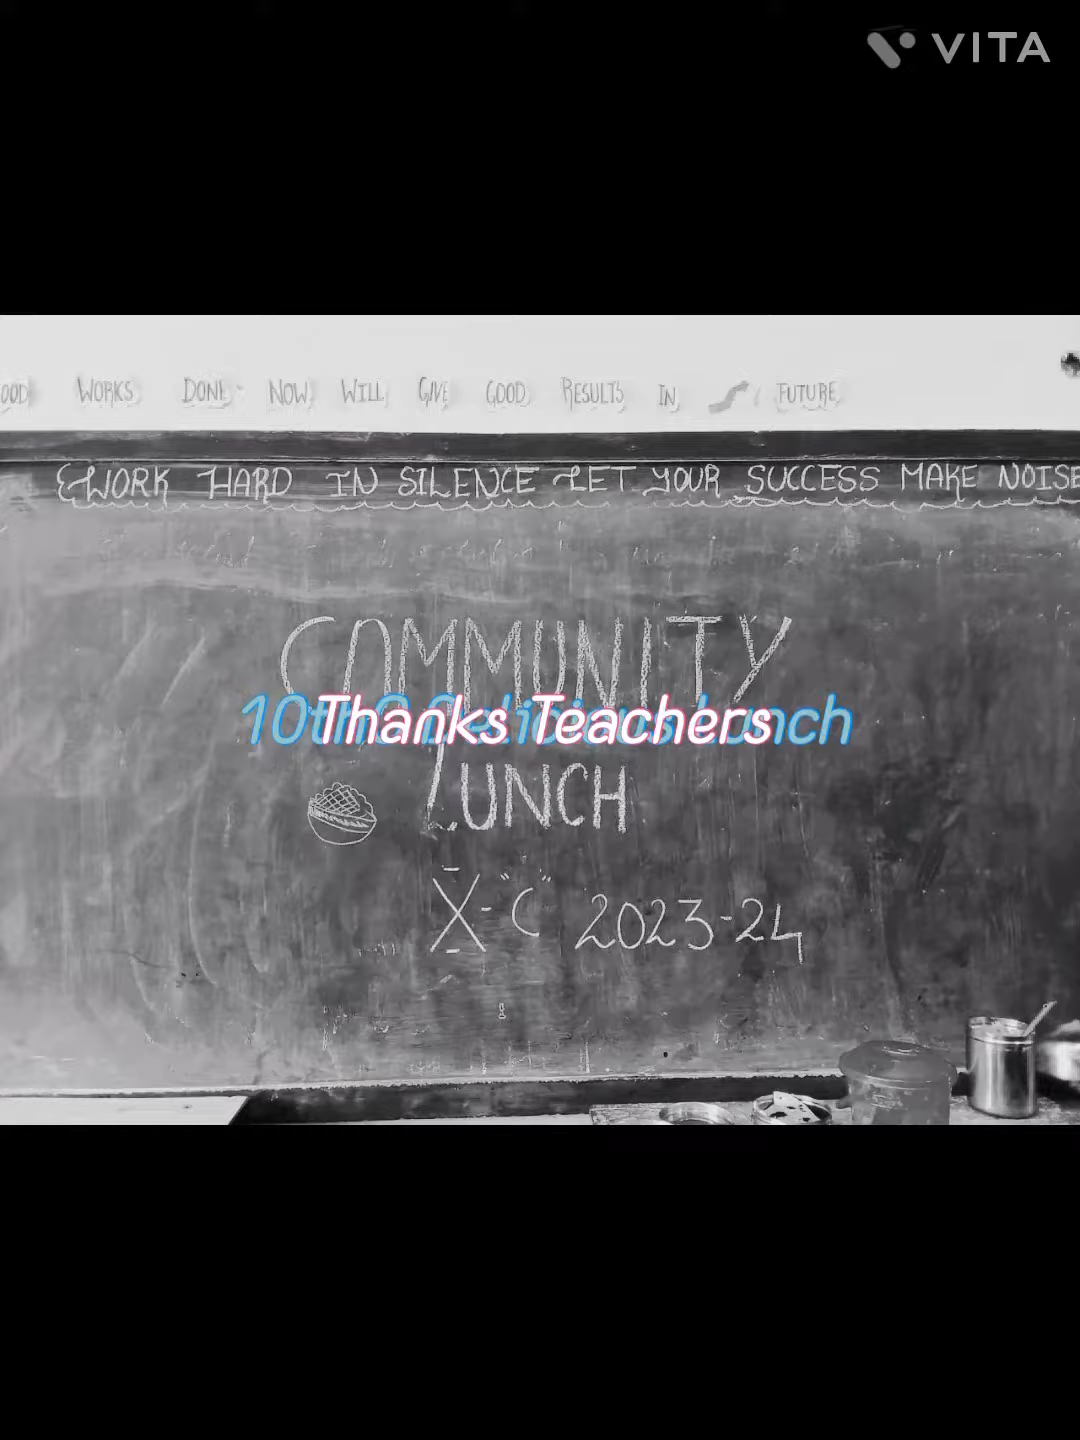 VITA
OOD WORKS DONE NOW WILL GIVE GOOD RESULTS IN FUTURE
WORK HARD IN SILENCE LET YOUR SUCCESS MAKE NOISE
COMMUNITY
Thanks Teachers
LUNCH
X-"C" 2023-24